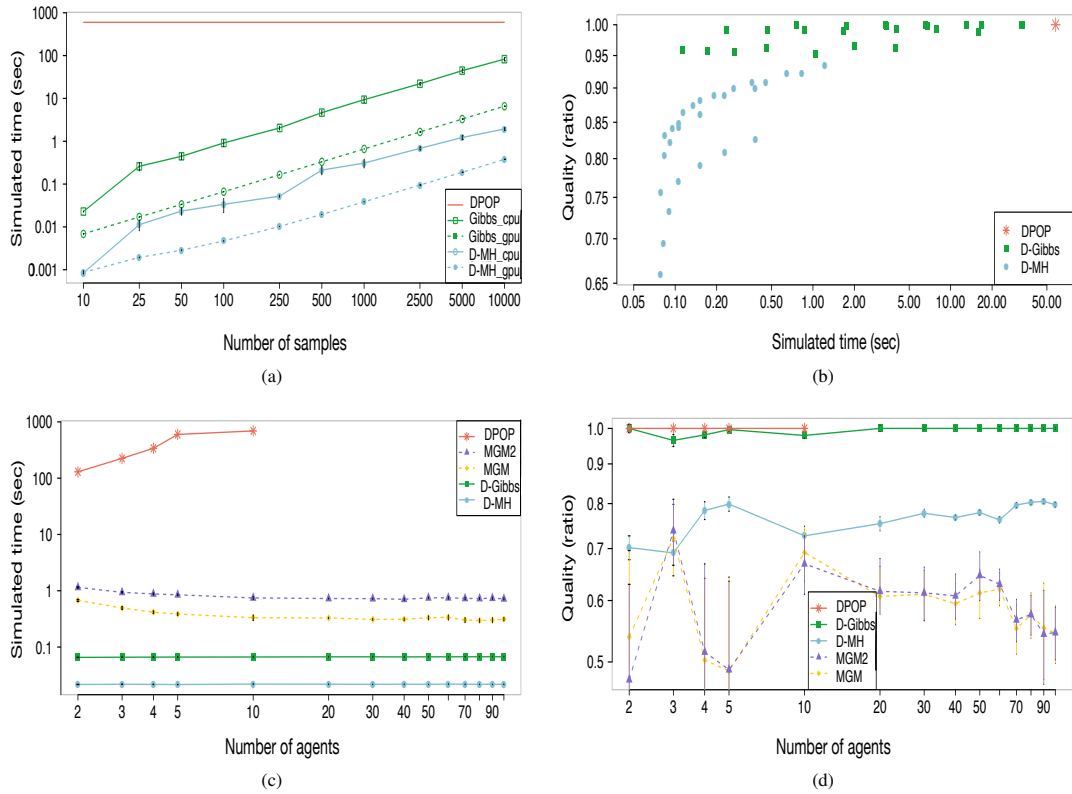 1000
100
10
1
0.1
0.01
0.001
Simulated time (sec)
10 25 50 100 250 500 1000 2500 5000 10000
Number of samples
DPOP
Gibbs_cpu
Gibbs_gpu
D-MH_cpu
D-MH_gpu
(a)
1.00
0.95
0.90
0.85
0.80
0.75
0.70
0.65
Quality (ratio)
0.05 0.10 0.20 0.50 1.00 2.00 5.00 10.00 20.00 50.00
Simulated time (sec)
DPOP
D-Gibbs
D-MH
(b)
1000
100
10
1
0.1
Simulated time (sec)
2 3 4 5 10 20 30 40 50 70 90
Number of agents
DPOP
MGM2
MGM
D-Gibbs
D-MH
(c)
1.0
0.9
0.8
0.7
0.6
0.5
Quality (ratio)
2 3 4 5 10 20 30 40 50 70 90
Number of agents
DPOP
D-Gibbs
D-MH
MGM2
MGM
(d)